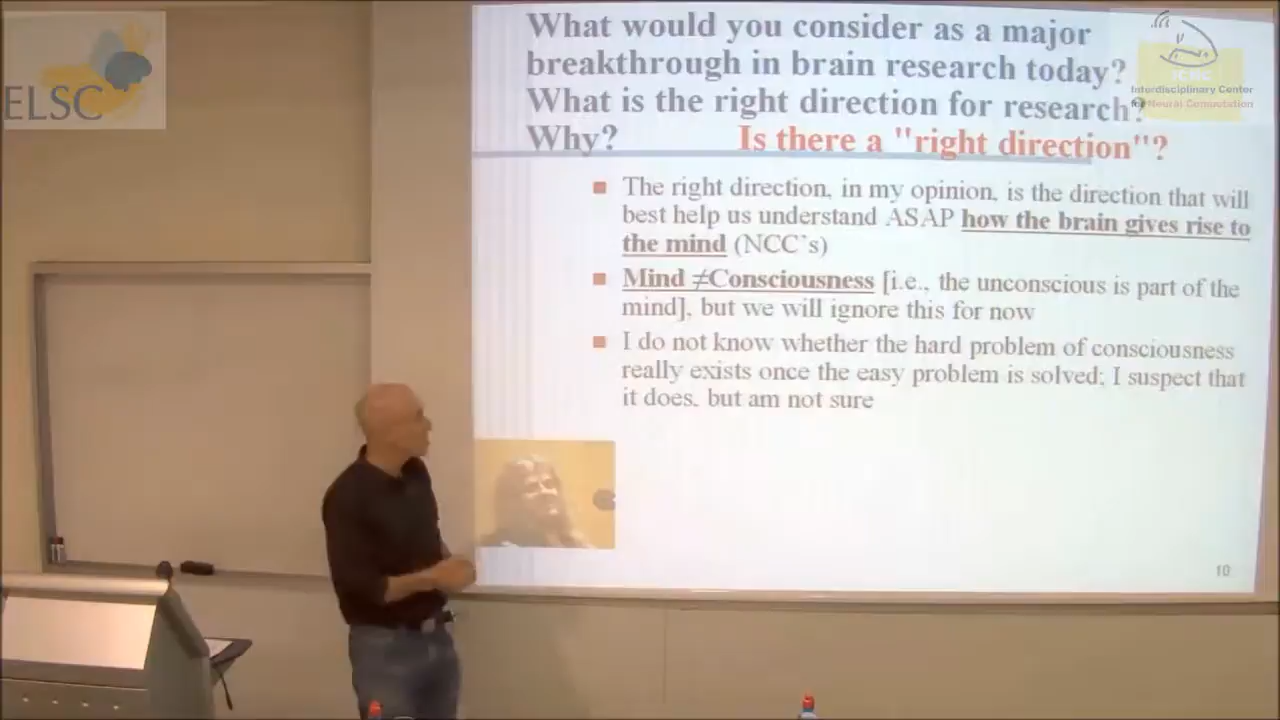 ELSC
What would you consider as a major
breakthrough in brain research today?
What is the right direction for research?
Why? Is there a "right direction"?
ICNC
Interdisciplinary Center
for Neural Computation
The right direction, in my opinion, is the direction that will
best help us understand ASAP how the brain gives rise to
the mind (NCC's)
Mind ≠Consciousness [i.e., the unconscious is part of the
mind], but we will ignore this for now
I do not know whether the hard problem of consciousness
really exists once the easy problem is solved; I suspect that
it does, but am not sure
10